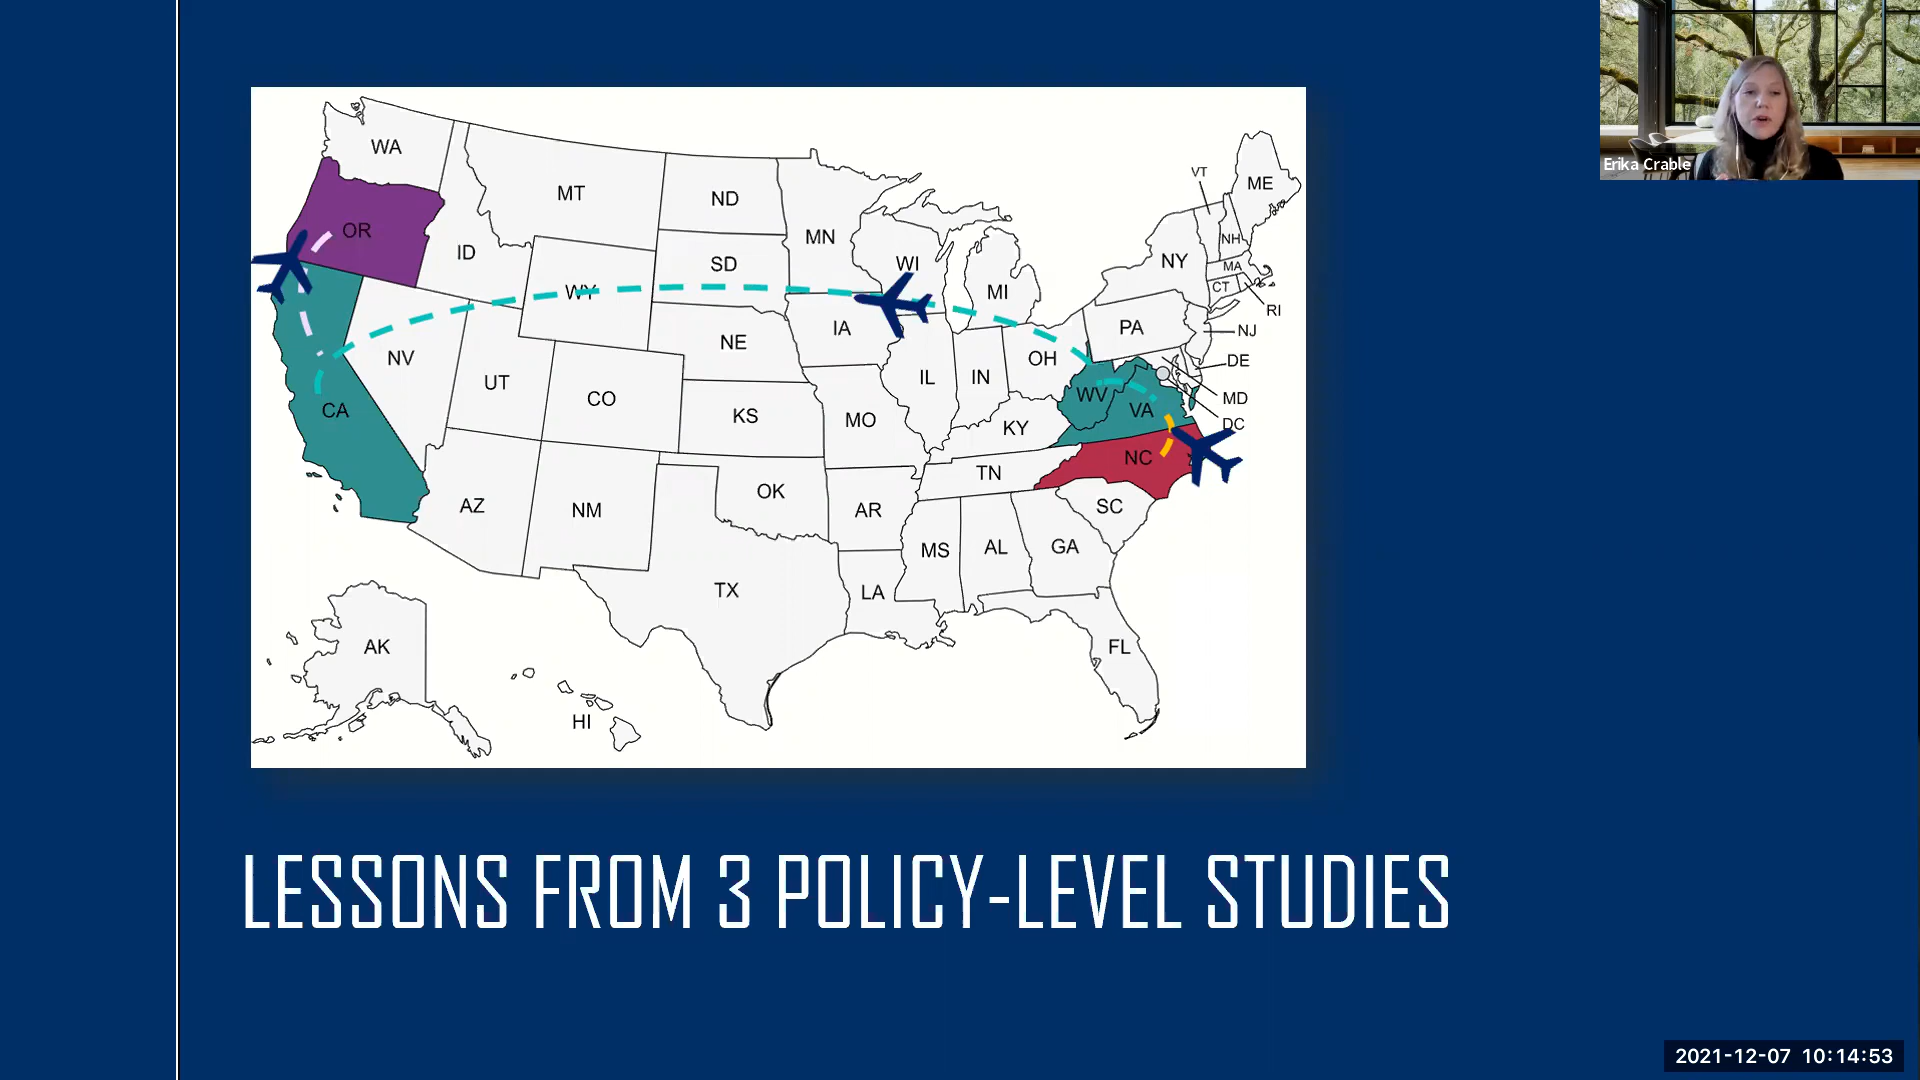 Erika Crable
WA
MT
ND
MN
VT
ME
OR
ID
SD
WI
NY
NH
MA
CT
WY
MI
RI
NV
NE
IA
PA
NJ
UT
CO
IL
IN
OH
DE
CA
KS
MO
WV
VA
MD
KY
DC
NC
TN
AZ
NM
OK
AR
SC
MS
AL
GA
TX
LA
AK
FL
HI
LESSONS FROM 3 POLICY-LEVEL STUDIES
2021-12-07 10:14:53